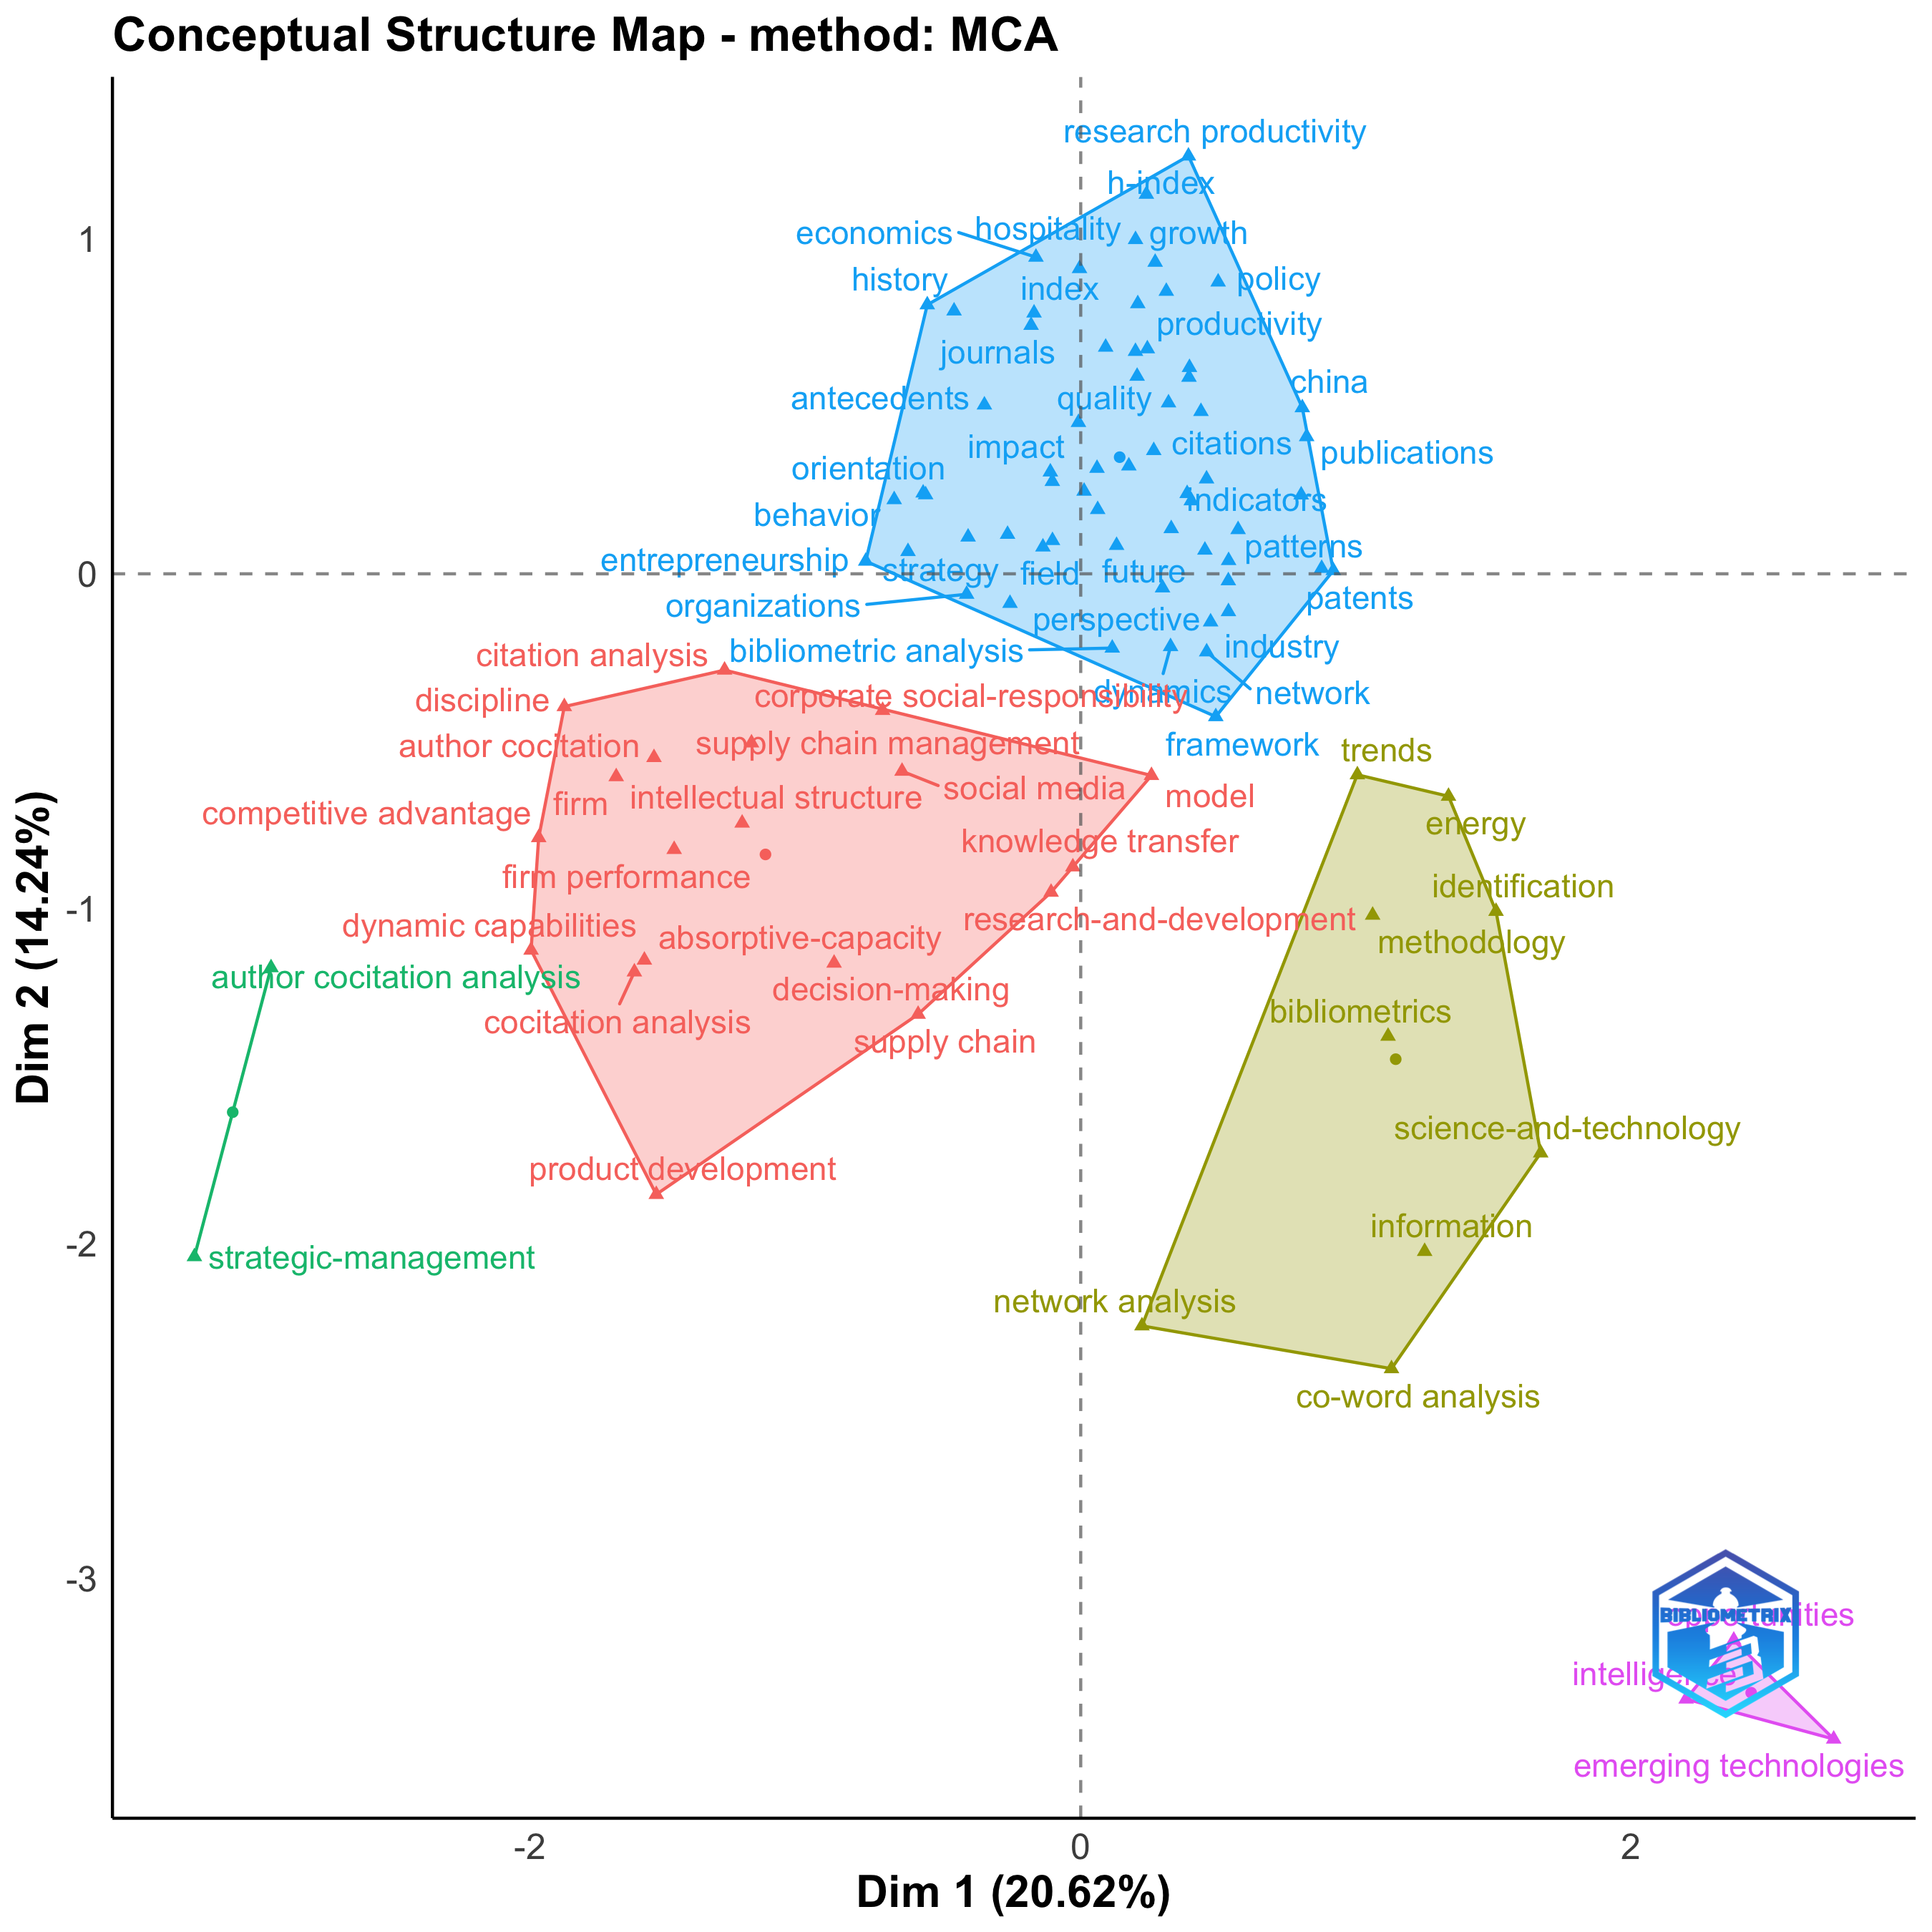 Conceptual Structure Map - method: MCA
research productivity
h-index
hospitality
economics
growth
history
index
policy
productivity
journals
china
antecedents
quality
impact
citations
publications
orientation
indicators
behavior
patterns
entrepreneurship
strategy
field
future
organizations
patents
perspective
bibliometric analysis
industry
citation analysis
dynamics
network
corporate social-responsibility
discipline
author cocitation
supply chain management
framework
trends
social media
model
intellectual structure
firm
competitive advantage
energy
knowledge transfer
firm performance
identification
research-and-development
dynamic capabilities
absorptive-capacity
methodology
author cocitation analysis
decision-making
bibliometrics
cocitation analysis
supply chain
science-and-technology
product development
information
strategic-management
network analysis
co-word analysis
BIBLIOMETRIX
opportunities
intelligence
emerging technologies
1
0
-1
-2
-3
-2
0
2
Dim 1 (20.62%)
Dim 2 (14.24%)